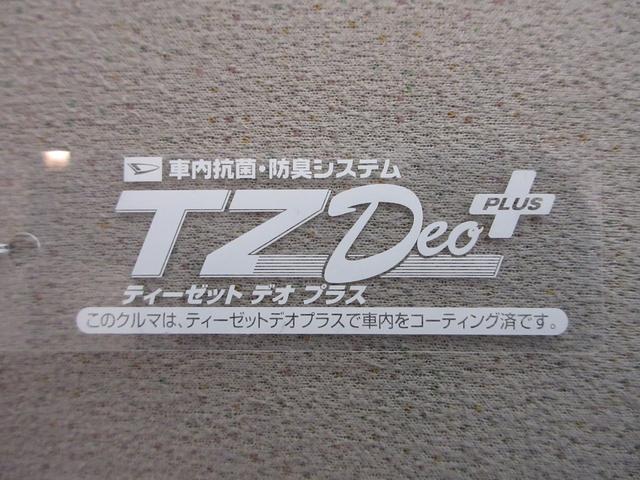 車内抗菌・防臭システム
TZ Deo PLUS
ティーゼット デオ プラス
このクルマは、ティーゼットデオプラスで車内をコーティング済です。